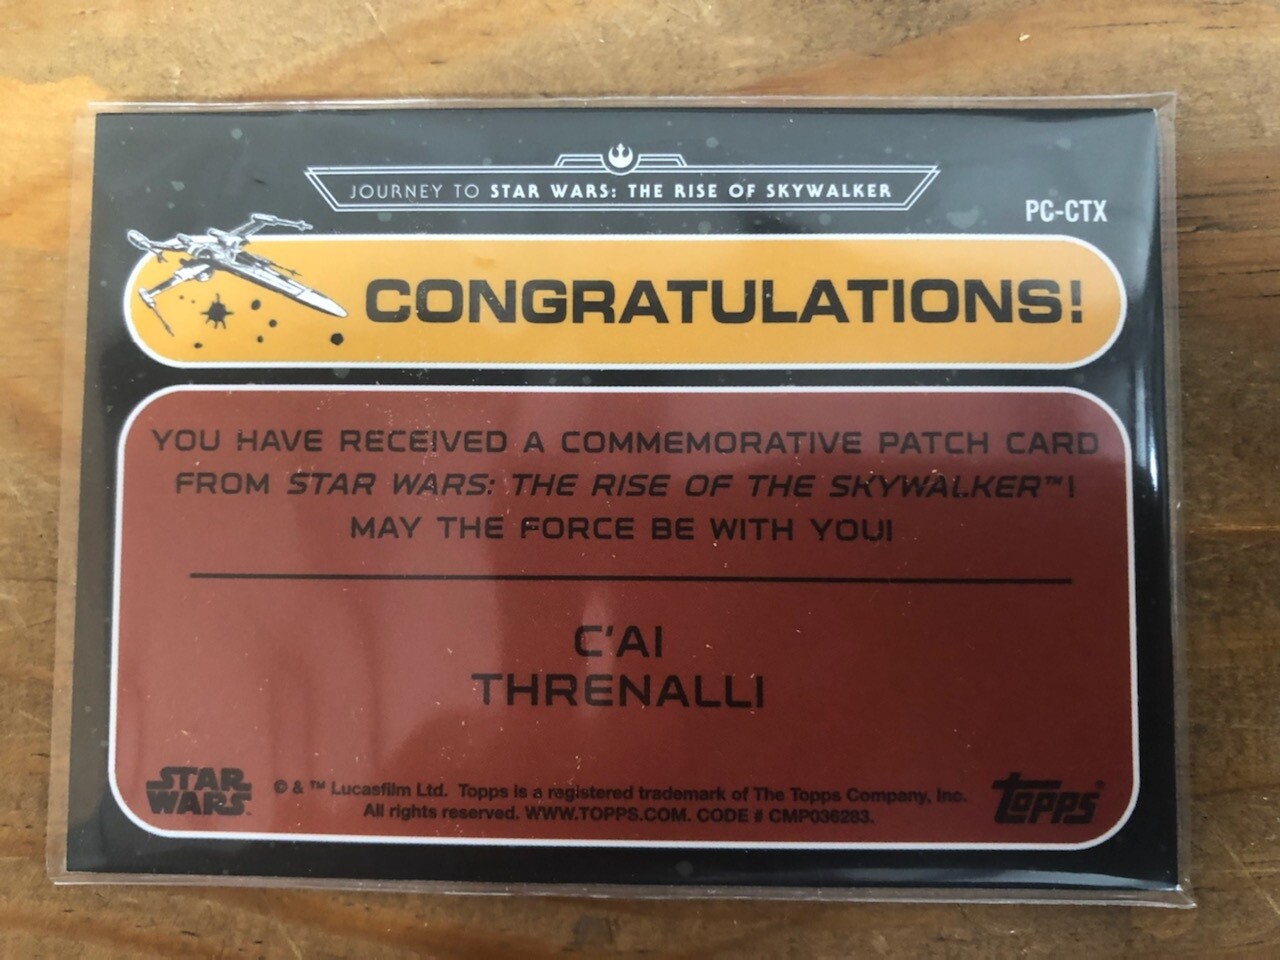 JOURNEY TO STAR WARS: THE RISE OF SKYWALKER
PC-CTX
CONGRATULATIONS!
YOU HAVE RECEIVED A COMMEMORATIVE PATCH CARD
FROM STAR WARS: THE RISE OF THE SKYWALKER™!
MAY THE FORCE BE WITH YOU!
C'AI
THRENALLI
STAR
WARS
© & ™ Lucasfilm Ltd. Topps is a registered trademark of The Topps Company, Inc.
All rights reserved. WWW.TOPPS.COM. CODE # CMP036283.
topps®